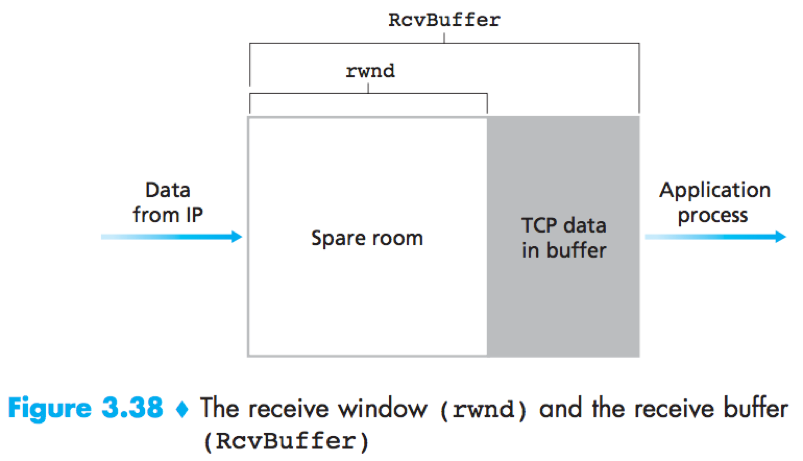 RcvBuffer
rwnd
Data
from IP
Spare room
TCP data
in buffer
Application
process
Figure 3.38 ♦ The receive window (rwnd) and the receive buffer
(RcvBuffer)